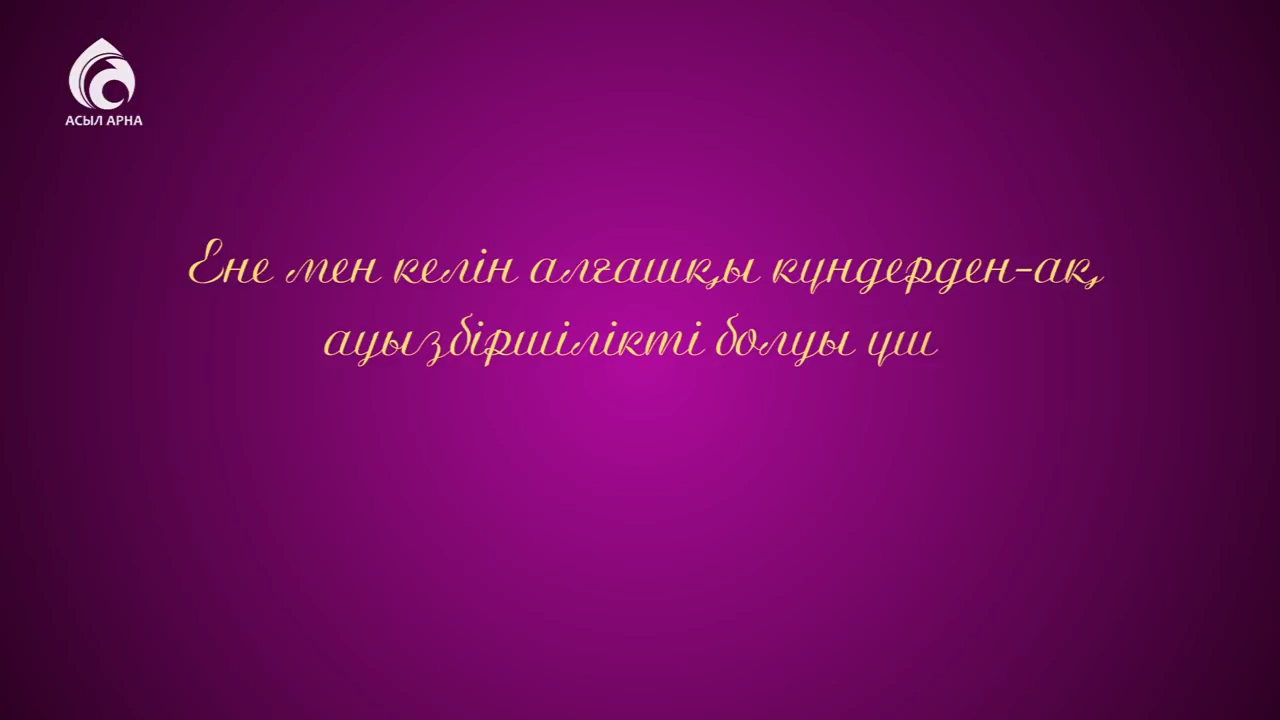 АСЫЛ АРНА
Ене мен келін алғашқы күндерден-ақ
ауызбіршілікті болуы үш